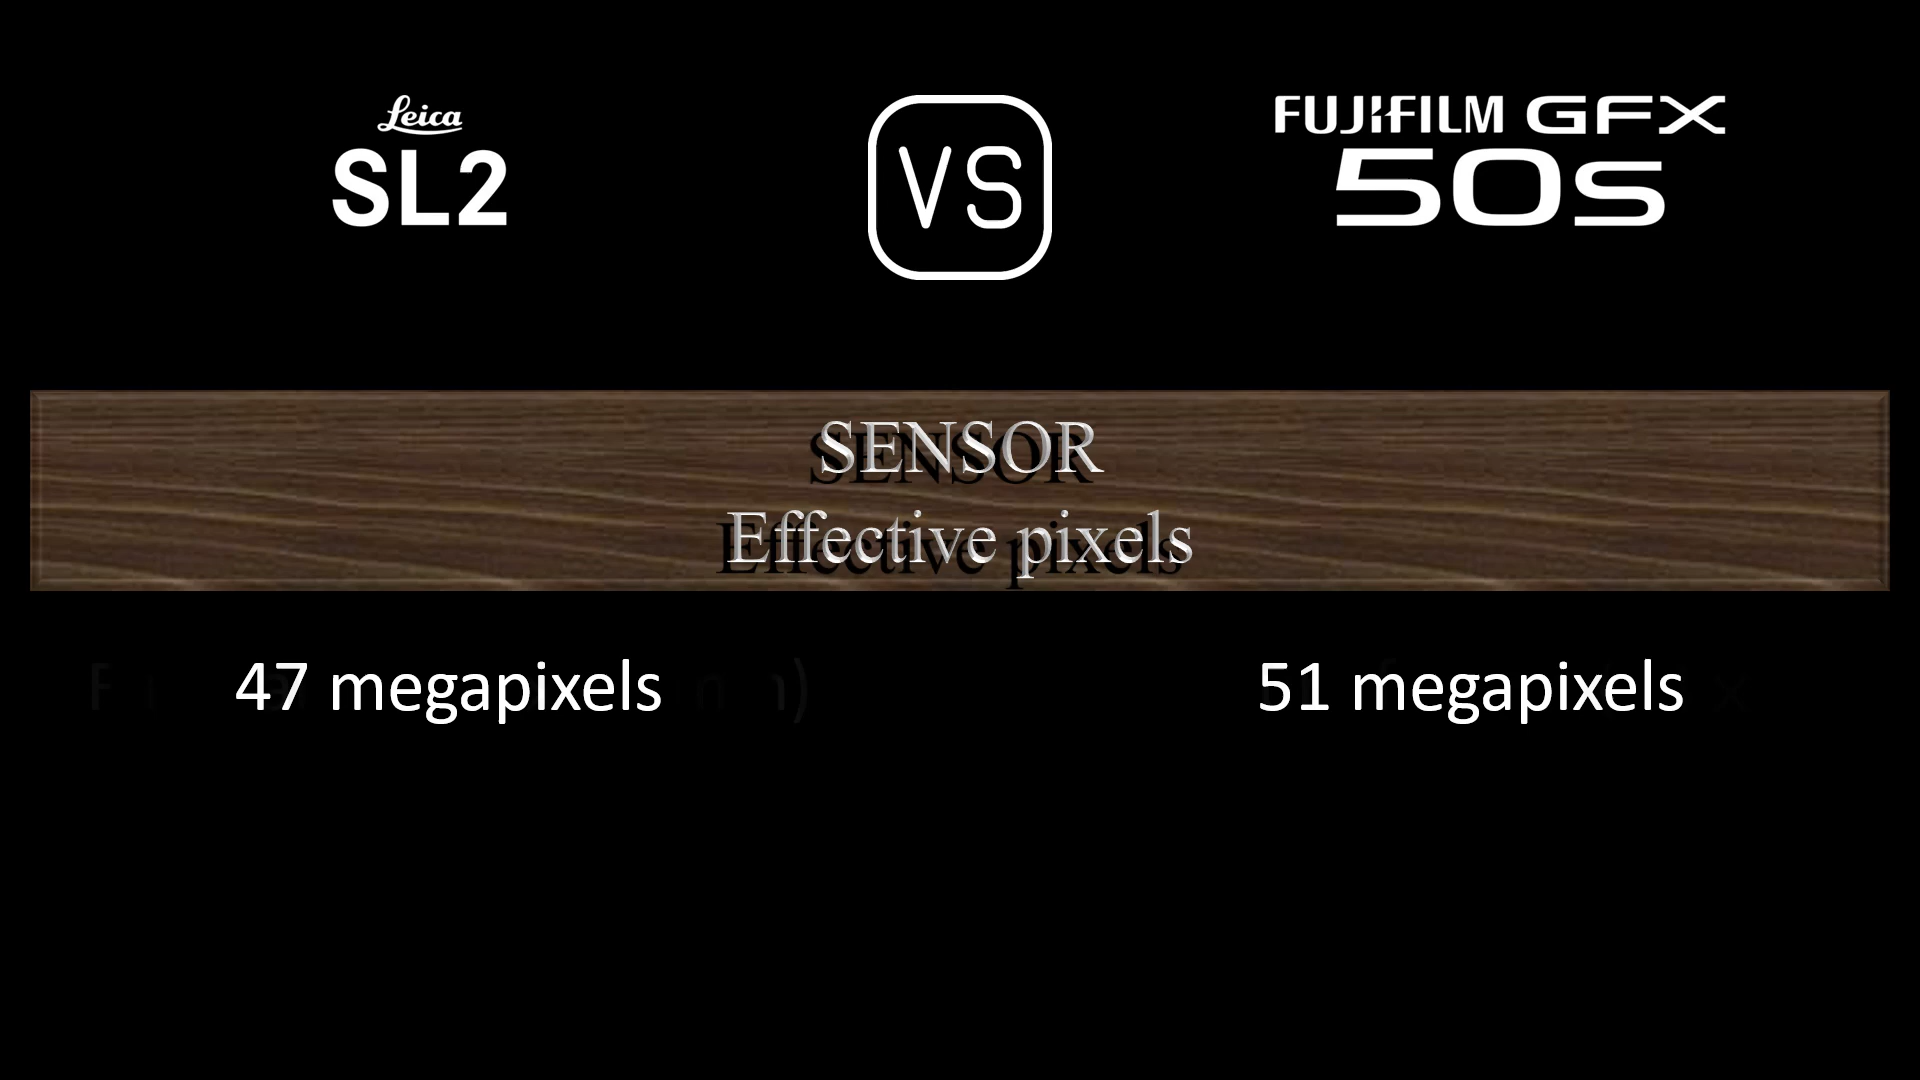 Leica
SL2
VS
FUJIFILM GFX
50S
SENSOR
Effective pixels
47 megapixels
51 megapixels